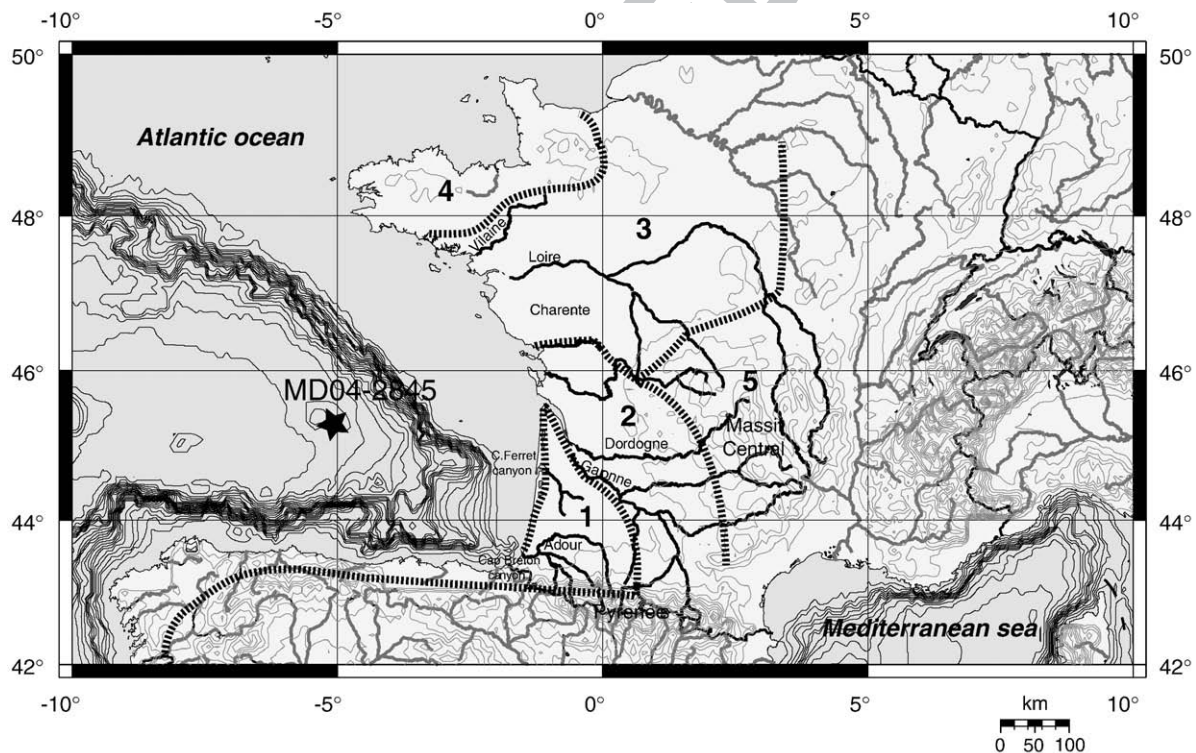 -10° -5° 0° 5° 10°
50° 50°
Atlantic ocean
4
48° 48°
Vilaine
3
Loire
Charente
46° 46°
MD04-2845
5
2
Massif
Central
Dordogne
C.Ferret
canyon
Garonne
1
44° 44°
Adour
Cap Breton
canyon
Pyrenées
Mediterranean sea
42° 42°
-10° -5° 0° 5° 10°
km
0 50 100